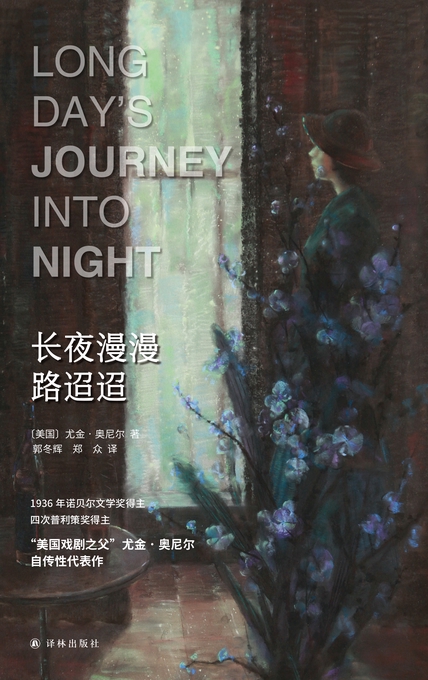 LONG
DAY'S
JOURNEY
INTO
NIGHT
长夜漫漫
路迢迢
〔美国〕 尤金·奥尼尔 著
郭冬辉 郑 众 译
1936 年诺贝尔文学奖得主
四次普利策奖得主
“美国戏剧之父”尤金·奥尼尔
自传性代表作
译林出版社